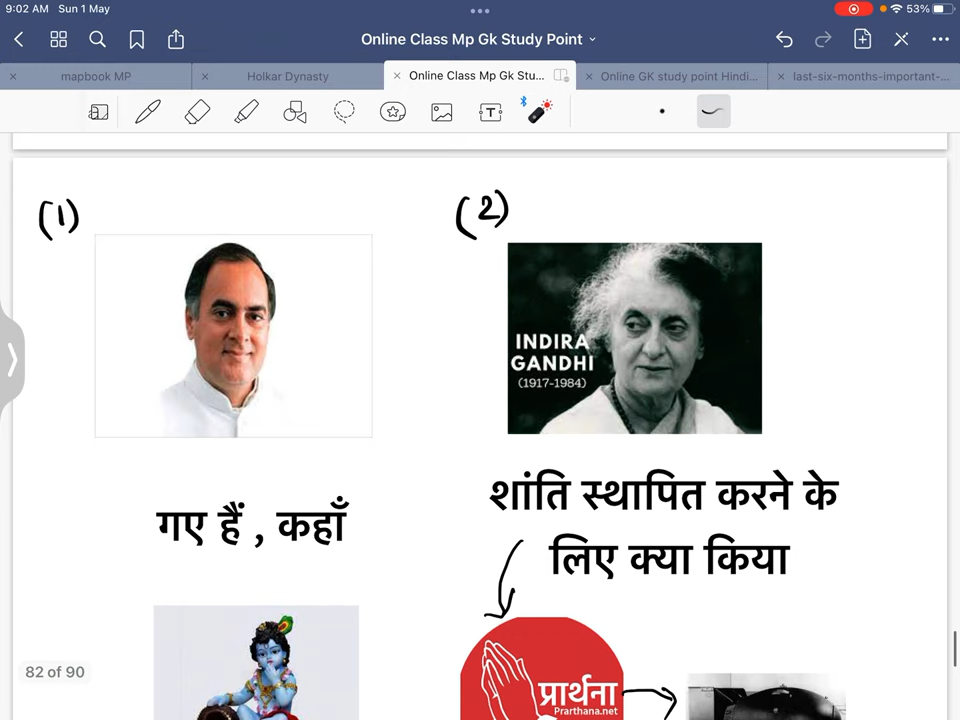 9:02 AM Sun 1 May
53%
Online Class Mp Gk Study Point
mapbook MP
Holkar Dynasty
Online Class Mp Gk Stu...
Online GK study point Hindi...
last-six-months-important-...
T
(1)
(2)
INDIRA
GANDHI
(1917-1984)
गए हैं , कहाँ
शांति स्थापित करने के
लिए क्या किया
प्रार्थना
Prarthana.net
82 of 90